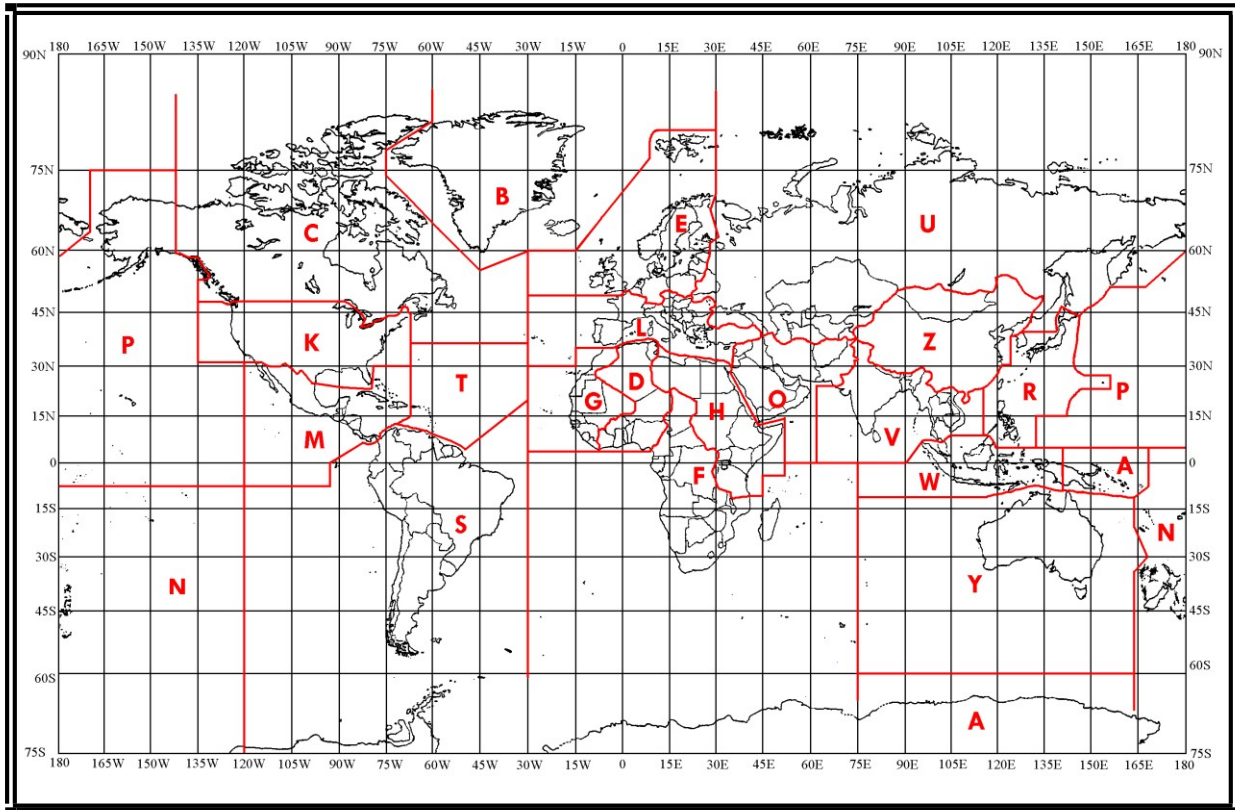 180 165W 150W 135W 120W 105W 90W 75W 60W 45W 30W 15W 0 15E 30E 45E 60E 75E 90E 105E 120E 135E 150E 165E 180
90N 90N
75N B 75N
E U
C
60N 60N
45N 45N
L
P K Z
30N 30N
T G D H O R P
15N 15N
M V
0 F W A 0
15S S 15S
N
30S 30S
N Y
45S 45S
60S 60S
A
75S 75S
180 165W 150W 135W 120W 105W 90W 75W 60W 45W 30W 15W 0 15E 30E 45E 60E 75E 90E 105E 120E 135E 150E 165E 180